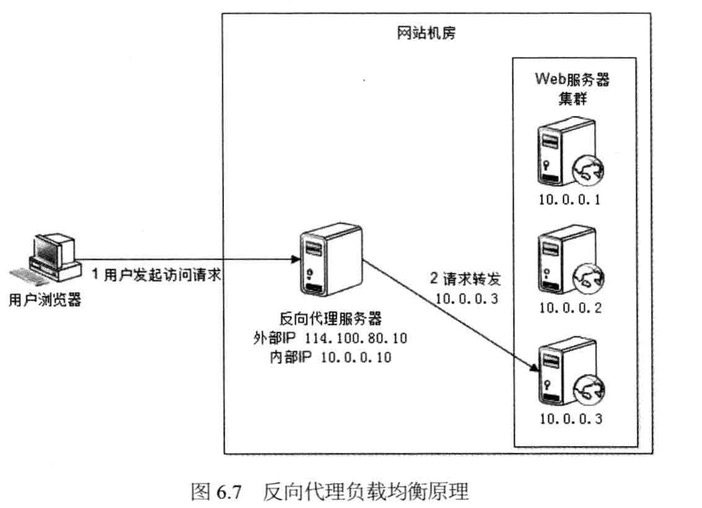 网站机房
Web服务器
集群
10.0.0.1
1 用户发起访问请求
用户浏览器
2 请求转发
10.0.0.3
10.0.0.2
反向代理服务器
外部IP 114.100.80.10
内部IP 10.0.0.10
10.0.0.3
图 6.7 反向代理负载均衡原理